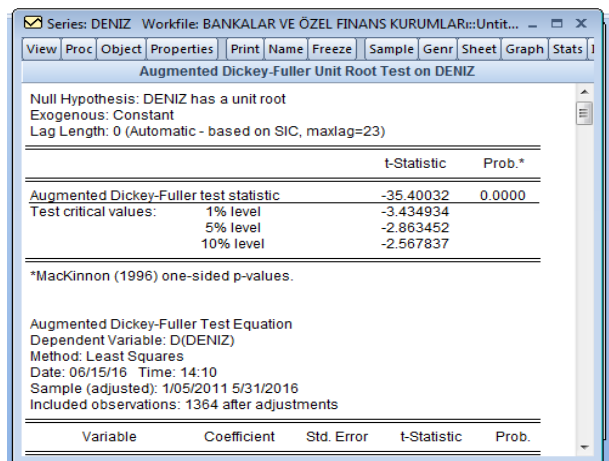 Series: DENIZ Workfile: BANKALAR VE ÖZEL FINANS KURUMLARı::Untit...
View Proc Object Properties Print Name Freeze Sample Genr Sheet Graph Stats
Augmented Dickey-Fuller Unit Root Test on DENIZ
Null Hypothesis: DENIZ has a unit root
Exogenous: Constant
Lag Length: 0 (Automatic - based on SIC, maxlag=23)
t-Statistic Prob.*
Augmented Dickey-Fuller test statistic -35.40032 0.0000
Test critical values: 1% level -3.434934
5% level -2.863452
10% level -2.567837
*MacKinnon (1996) one-sided p-values.
Augmented Dickey-Fuller Test Equation
Dependent Variable: D(DENIZ)
Method: Least Squares
Date: 06/15/16 Time: 14:10
Sample (adjusted): 1/05/2011 5/31/2016
Included observations: 1364 after adjustments
Variable Coefficient Std. Error t-Statistic Prob.